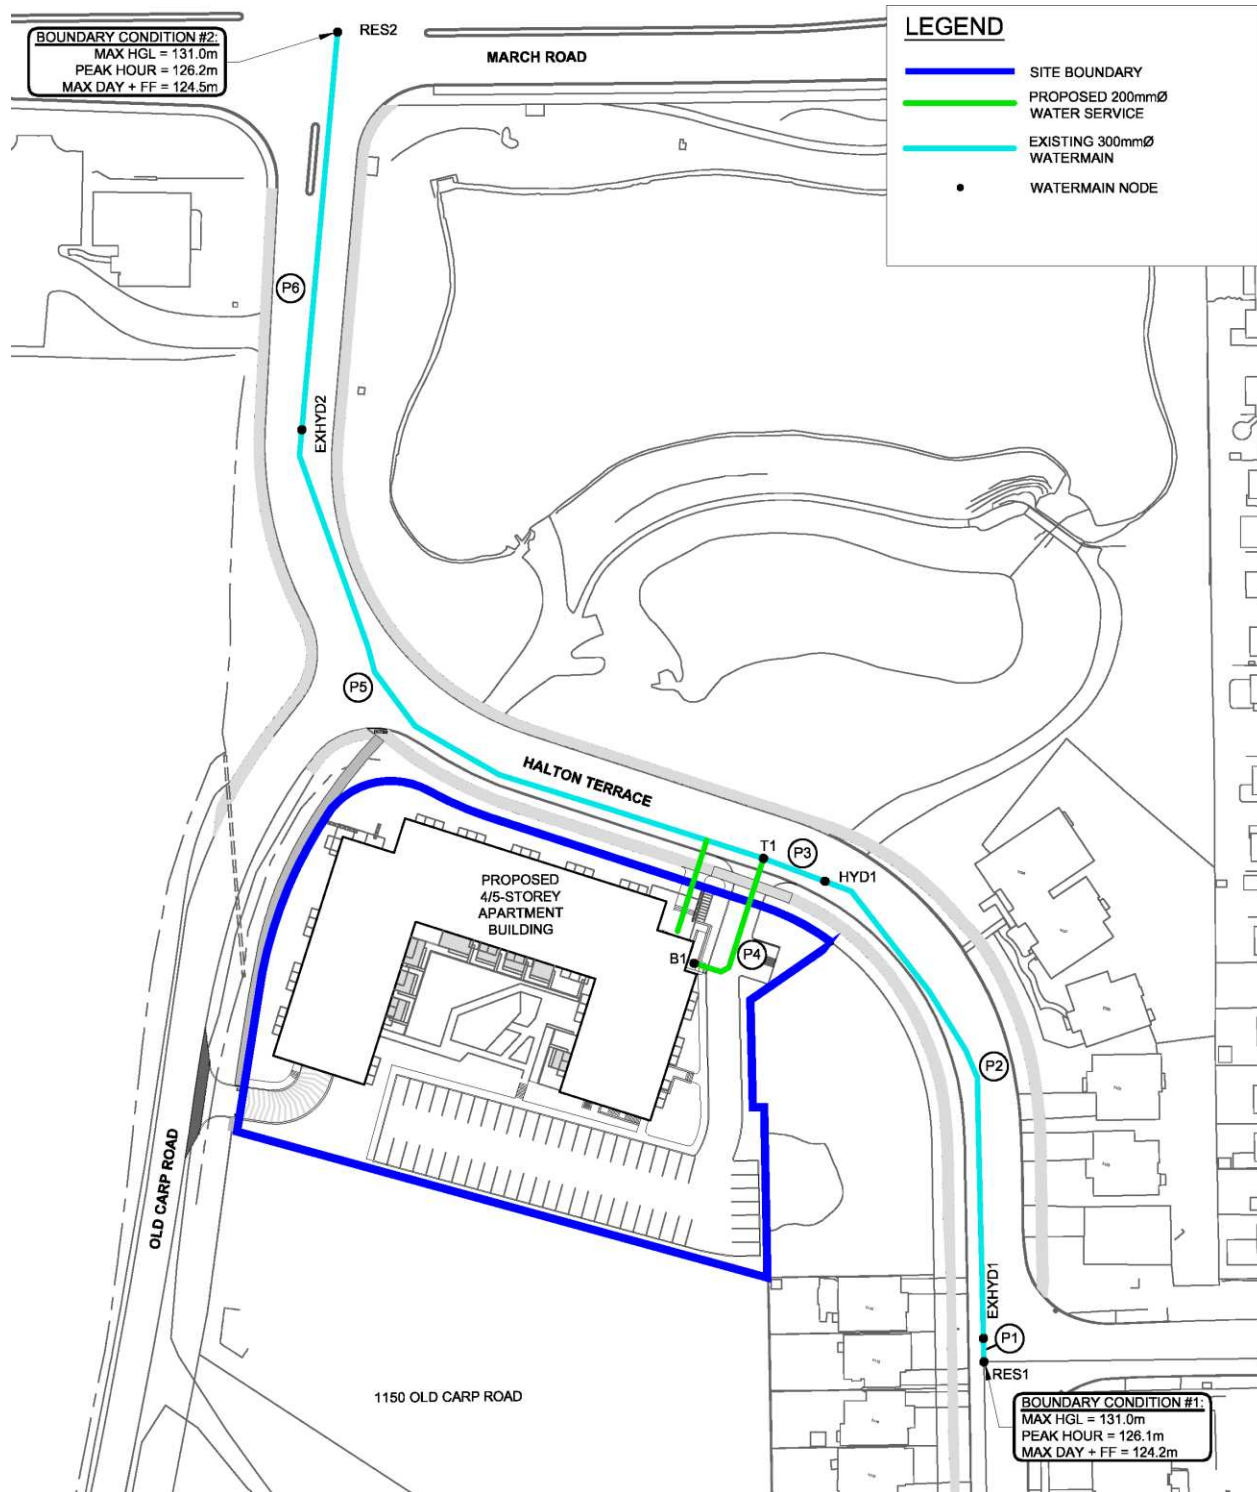 BOUNDARY CONDITION #2:
MAX HGL = 131.0m
PEAK HOUR = 126.2m
MAX DAY + FF = 124.5m
RES2
MARCH ROAD
LEGEND
SITE BOUNDARY
PROPOSED 200mmØ
WATER SERVICE
EXISTING 300mmØ
WATERMAIN
WATERMAIN NODE
P6
EXHYD2
P5
HALTON TERRACE
T1
P3
HYD1
PROPOSED
4/5-STOREY
APARTMENT
BUILDING
B1
P4
P2
OLD CARP ROAD
EXHYD1
P1
RES1
1150 OLD CARP ROAD
BOUNDARY CONDITION #1:
MAX HGL = 131.0m
PEAK HOUR = 126.1m
MAX DAY + FF = 124.2m